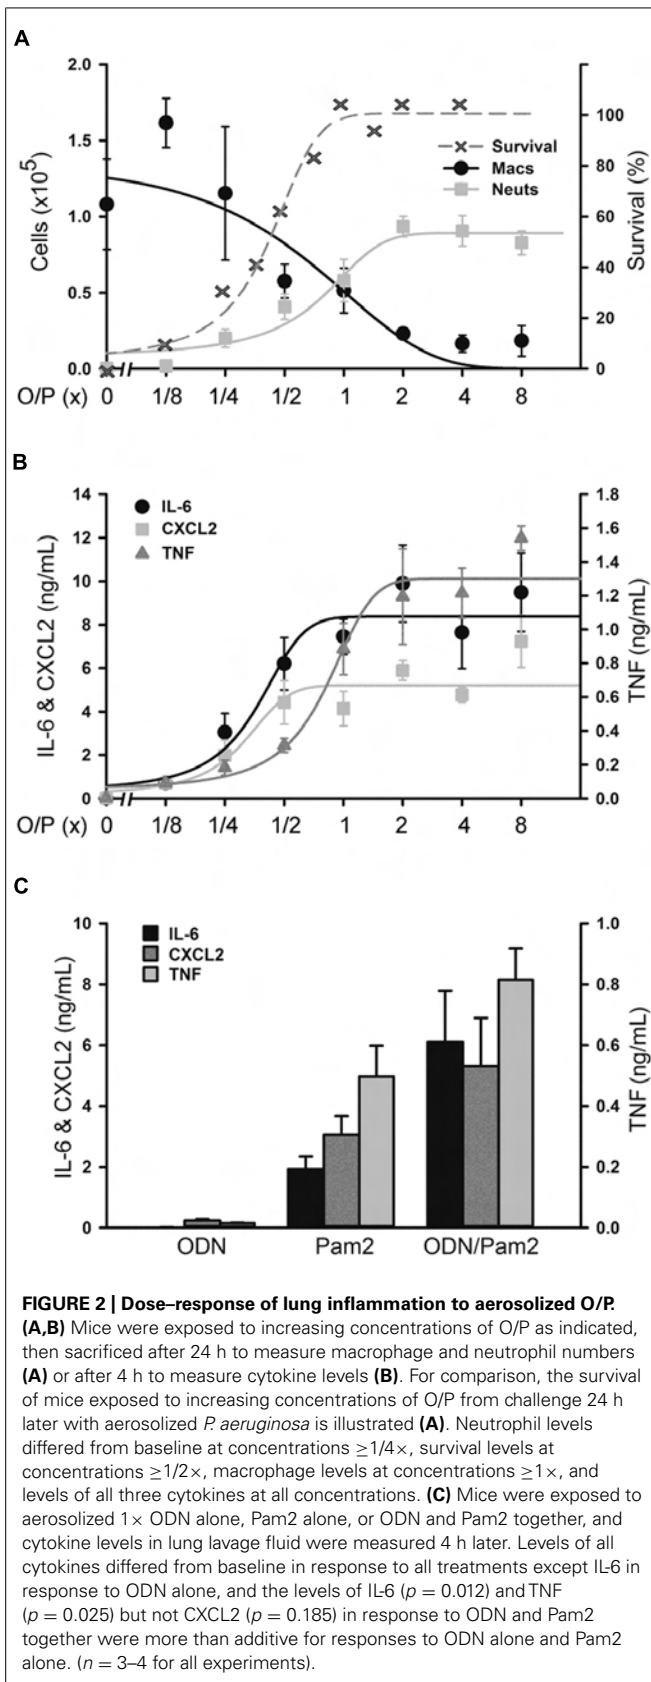 A
2.0
1.5
1.0
0.5
0.0
Cells (x10⁵)
100
80
60
40
20
0
Survival (%)
Survival
Macs
Neuts
O/P (x) 0 1/8 1/4 1/2 1 2 4 8
B
14
12
10
8
6
4
2
0
IL-6 & CXCL2 (ng/mL)
IL-6
CXCL2
TNF
1.8
1.6
1.4
1.2
1.0
0.8
0.6
0.4
0.2
0.0
TNF (ng/mL)
O/P (x) 0 1/8 1/4 1/2 1 2 4 8
C
10
8
6
4
2
0
IL-6 & CXCL2 (ng/mL)
IL-6
CXCL2
TNF
1.0
0.8
0.6
0.4
0.2
0.0
TNF (ng/mL)
ODN Pam2 ODN/Pam2
FIGURE 2 | Dose–response of lung inflammation to aerosolized O/P.
(A,B) Mice were exposed to increasing concentrations of O/P as indicated,
then sacrificed after 24 h to measure macrophage and neutrophil numbers
(A) or after 4 h to measure cytokine levels (B). For comparison, the survival
of mice exposed to increasing concentrations of O/P from challenge 24 h
later with aerosolized P. aeruginosa is illustrated (A). Neutrophil levels
differed from baseline at concentrations ≥1/4×, survival levels at
concentrations ≥1/2×, macrophage levels at concentrations ≥1×, and
levels of all three cytokines at all concentrations. (C) Mice were exposed to
aerosolized 1× ODN alone, Pam2 alone, or ODN and Pam2 together, and
cytokine levels in lung lavage fluid were measured 4 h later. Levels of all
cytokines differed from baseline in response to all treatments except IL-6 in
response to ODN alone, and the levels of IL-6 (p = 0.012) and TNF
(p = 0.025) but not CXCL2 (p = 0.185) in response to ODN and Pam2
together were more than additive for responses to ODN alone and Pam2
alone. (n = 3–4 for all experiments).